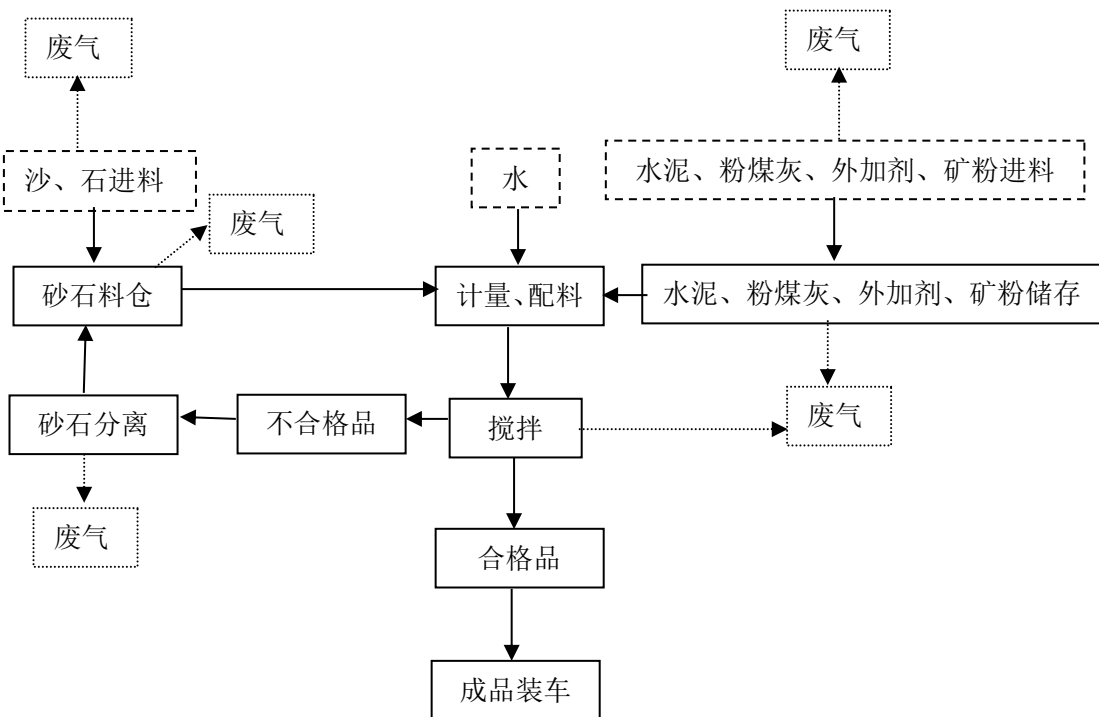 废气
废气
沙、石进料
水
水泥、粉煤灰、外加剂、矿粉进料
废气
砂石料仓
计量、配料
水泥、粉煤灰、外加剂、矿粉储存
砂石分离
不合格品
搅拌
废气
废气
合格品
成品装车